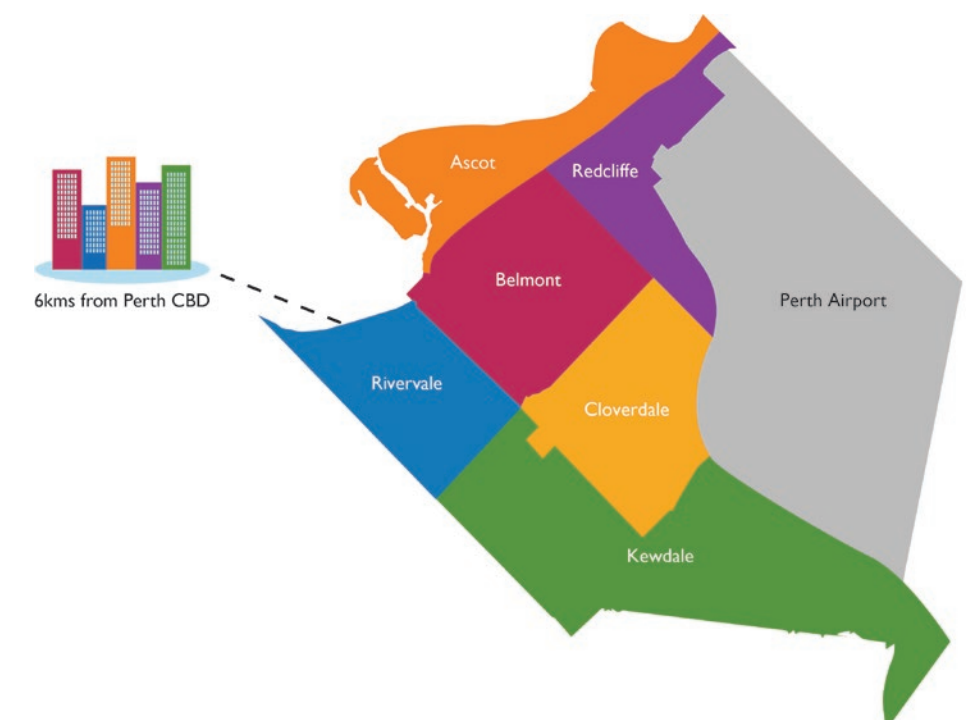 Ascot
Redcliffe
Belmont
Perth Airport
6kms from Perth CBD
Rivervale
Cloverdale
Kewdale